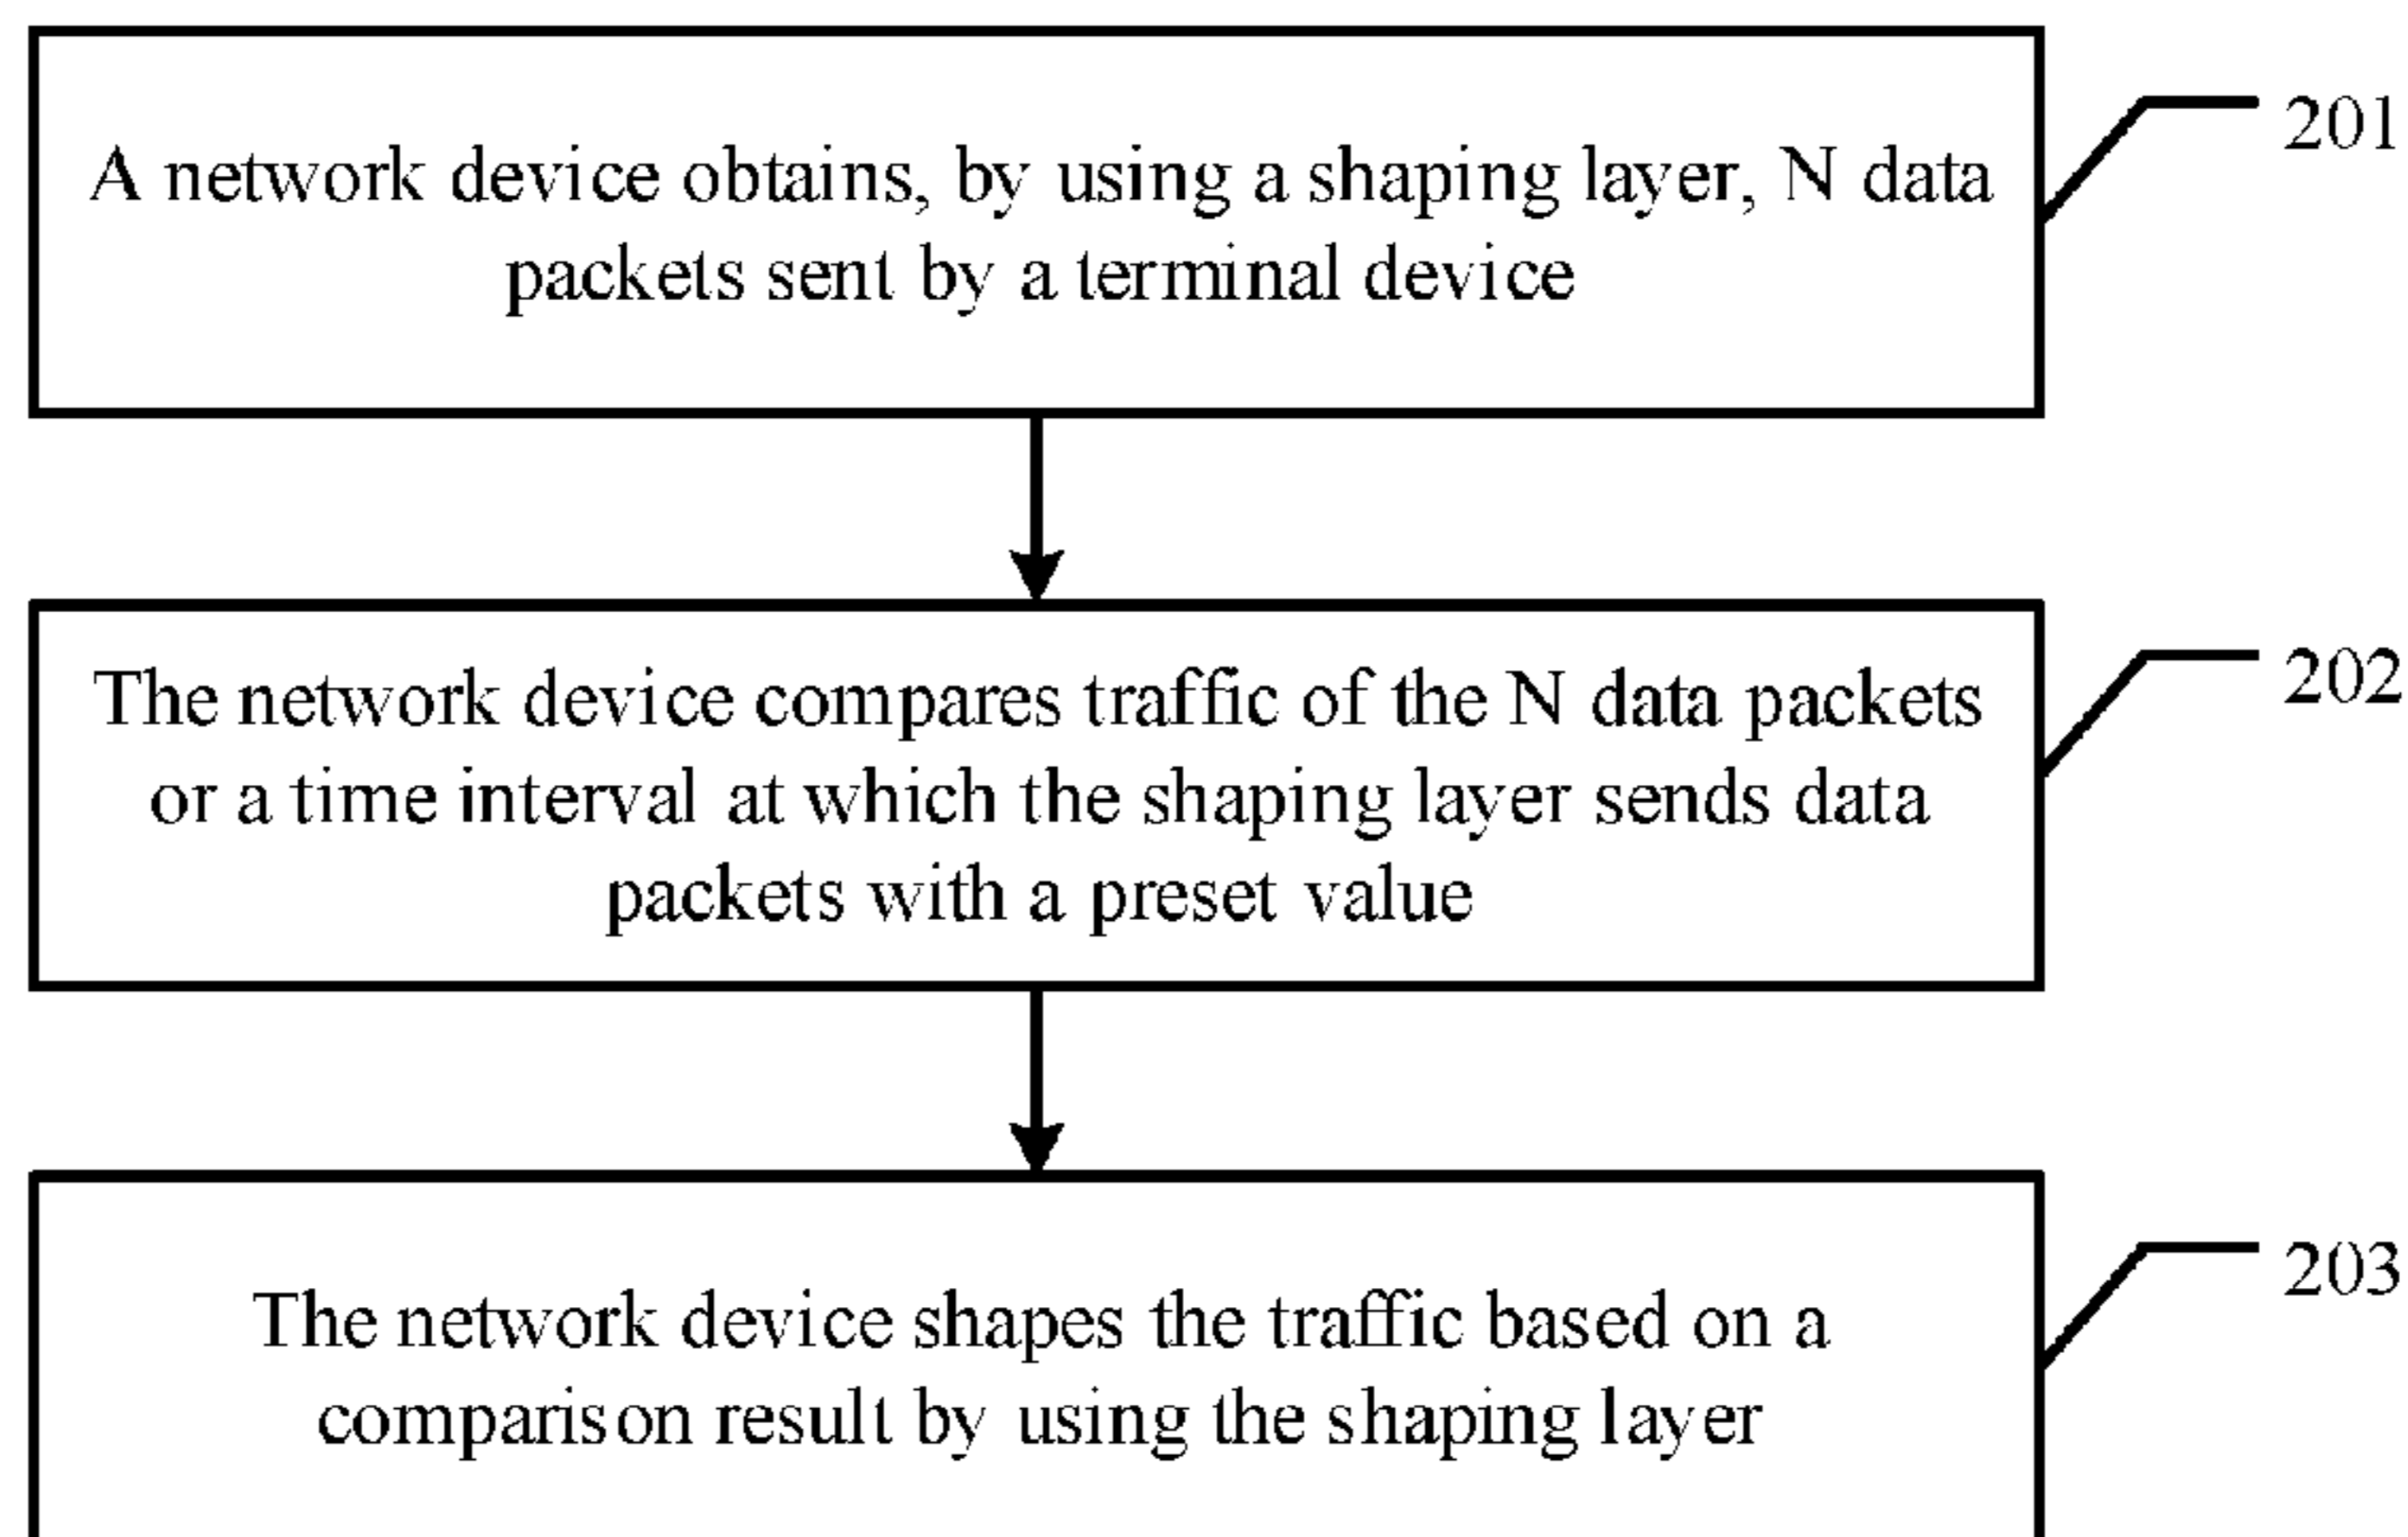 A network device obtains, by using a shaping layer, N data
packets sent by a terminal device
201
The network device compares traffic of the N data packets
or a time interval at which the shaping layer sends data
packets with a preset value
202
The network device shapes the traffic based on a
comparison result by using the shaping layer
203